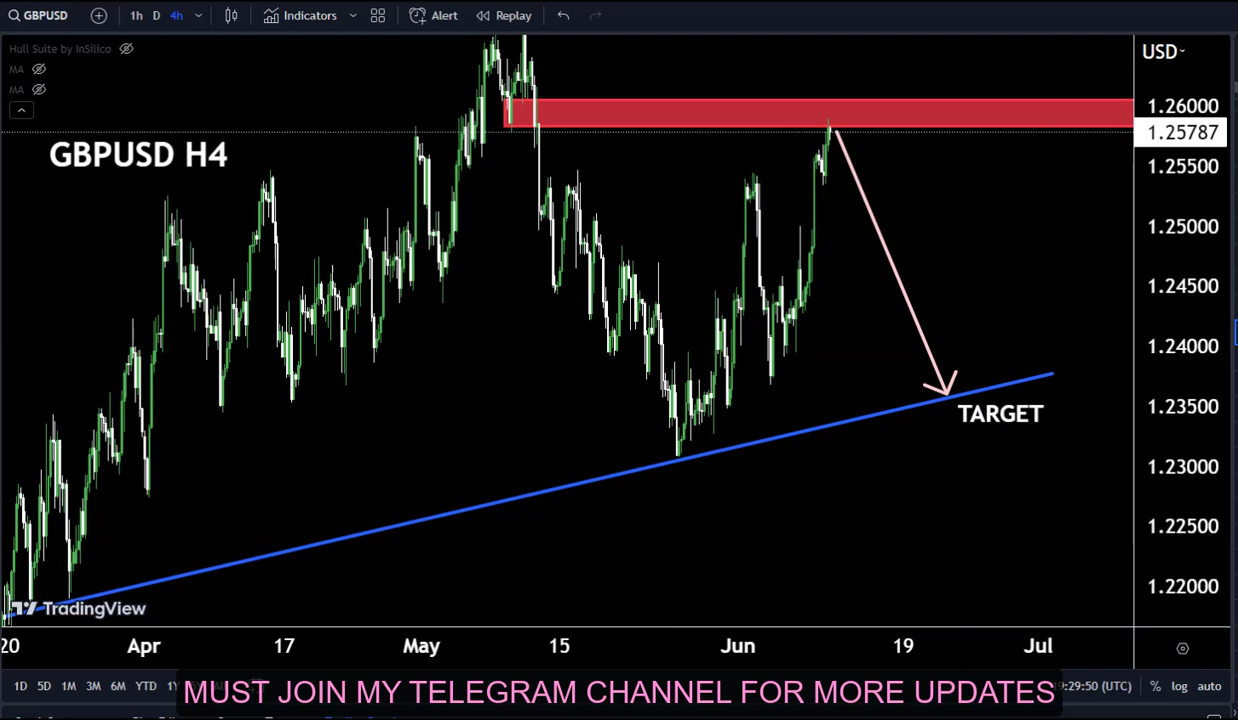 GBPUSD 1h D 4h Indicators Alert Replay
Hull Suite by InSilico
MA
MA
USD
1.26000
1.25787
GBPUSD H4
1.25500
1.25000
1.24500
1.24000
1.23500
TARGET
1.23000
1.22500
1.22000
TradingView
20 Apr 17 May 15 Jun 19 Jul
1D 5D 1M 3M 6M YTD 1Y :29:50 (UTC) % log auto
MUST JOIN MY TELEGRAM CHANNEL FOR MORE UPDATES